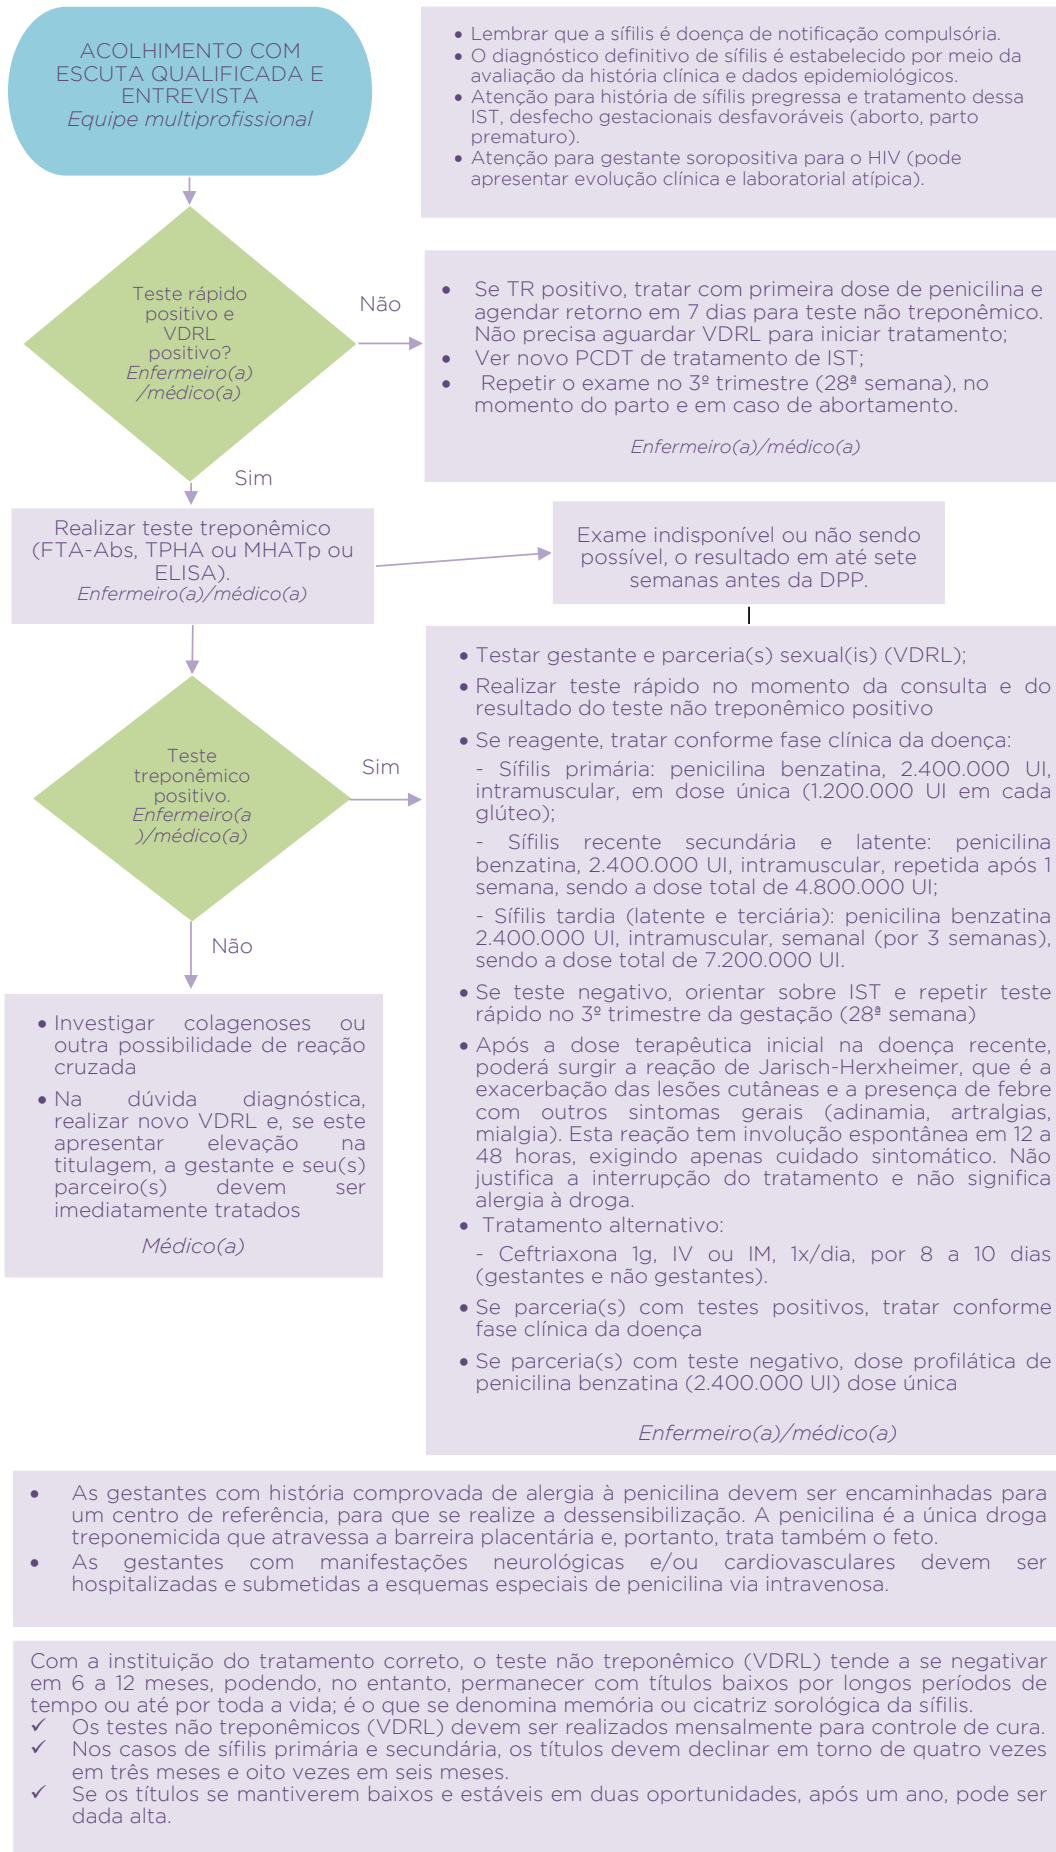 ACOLHIMENTO COM
ESCUTA QUALIFICADA E
ENTREVISTA
Equipe multiprofissional
• Lembrar que a sífilis é doença de notificação compulsória.
• O diagnóstico definitivo de sífilis é estabelecido por meio da
avaliação da história clínica e dados epidemiológicos.
• Atenção para história de sífilis pregressa e tratamento dessa
IST, desfecho gestacionais desfavoráveis (aborto, parto
prematuro).
• Atenção para gestante soropositiva para o HIV (pode
apresentar evolução clínica e laboratorial atípica).
Teste rápido
positivo e
VDRL
positivo?
Enfermeiro(a)
/médico(a)
Não
• Se TR positivo, tratar com primeira dose de penicilina e
agendar retorno em 7 dias para teste não treponêmico.
Não precisa aguardar VDRL para iniciar tratamento;
• Ver novo PCDT de tratamento de IST;
• Repetir o exame no 3º trimestre (28ª semana), no
momento do parto e em caso de abortamento.
Enfermeiro(a)/médico(a)
Sim
Realizar teste treponêmico
(FTA-Abs, TPHA ou MHATp ou
ELISA).
Enfermeiro(a)/médico(a)
Exame indisponível ou não sendo
possível, o resultado em até sete
semanas antes da DPP.
Teste
treponêmico
positivo.
Enfermeiro(a
)/médico(a)
Sim
• Testar gestante e parceria(s) sexual(is) (VDRL);
• Realizar teste rápido no momento da consulta e do
resultado do teste não treponêmico positivo
• Se reagente, tratar conforme fase clínica da doença:
- Sífilis primária: penicilina benzatina, 2.400.000 UI,
intramuscular, em dose única (1.200.000 UI em cada
glúteo);
- Sífilis recente secundária e latente: penicilina
benzatina, 2.400.000 UI, intramuscular, repetida após 1
semana, sendo a dose total de 4.800.000 UI;
- Sífilis tardia (latente e terciária): penicilina benzatina
2.400.000 UI, intramuscular, semanal (por 3 semanas),
sendo a dose total de 7.200.000 UI.
• Se teste negativo, orientar sobre IST e repetir teste
rápido no 3º trimestre da gestação (28ª semana)
• Após a dose terapêutica inicial na doença recente,
poderá surgir a reação de Jarisch-Herxheimer, que é a
exacerbação das lesões cutâneas e a presença de febre
com outros sintomas gerais (adinamia, artralgias,
mialgia). Esta reação tem involução espontânea em 12 a
48 horas, exigindo apenas cuidado sintomático. Não
justifica a interrupção do tratamento e não significa
alergia à droga.
• Tratamento alternativo:
- Ceftriaxona 1g, IV ou IM, 1x/dia, por 8 a 10 dias
(gestantes e não gestantes).
• Se parceria(s) com testes positivos, tratar conforme
fase clínica da doença
• Se parceria(s) com teste negativo, dose profilática de
penicilina benzatina (2.400.000 UI) dose única
Enfermeiro(a)/médico(a)
Não
• Investigar colagenoses ou
outra possibilidade de reação
cruzada
• Na dúvida diagnóstica,
realizar novo VDRL e, se este
apresentar elevação na
titulagem, a gestante e seu(s)
parceiro(s) devem ser
imediatamente tratados
Médico(a)
• As gestantes com história comprovada de alergia à penicilina devem ser encaminhadas para
um centro de referência, para que se realize a dessensibilização. A penicilina é a única droga
treponemicida que atravessa a barreira placentária e, portanto, trata também o feto.
• As gestantes com manifestações neurológicas e/ou cardiovasculares devem ser
hospitalizadas e submetidas a esquemas especiais de penicilina via intravenosa.
Com a instituição do tratamento correto, o teste não treponêmico (VDRL) tende a se negativar
em 6 a 12 meses, podendo, no entanto, permanecer com títulos baixos por longos períodos de
tempo ou até por toda a vida; é o que se denomina memória ou cicatriz sorológica da sífilis.
✓ Os testes não treponêmicos (VDRL) devem ser realizados mensalmente para controle de cura.
✓ Nos casos de sífilis primária e secundária, os títulos devem declinar em torno de quatro vezes
em três meses e oito vezes em seis meses.
✓ Se os títulos se mantiverem baixos e estáveis em duas oportunidades, após um ano, pode ser
dada alta.